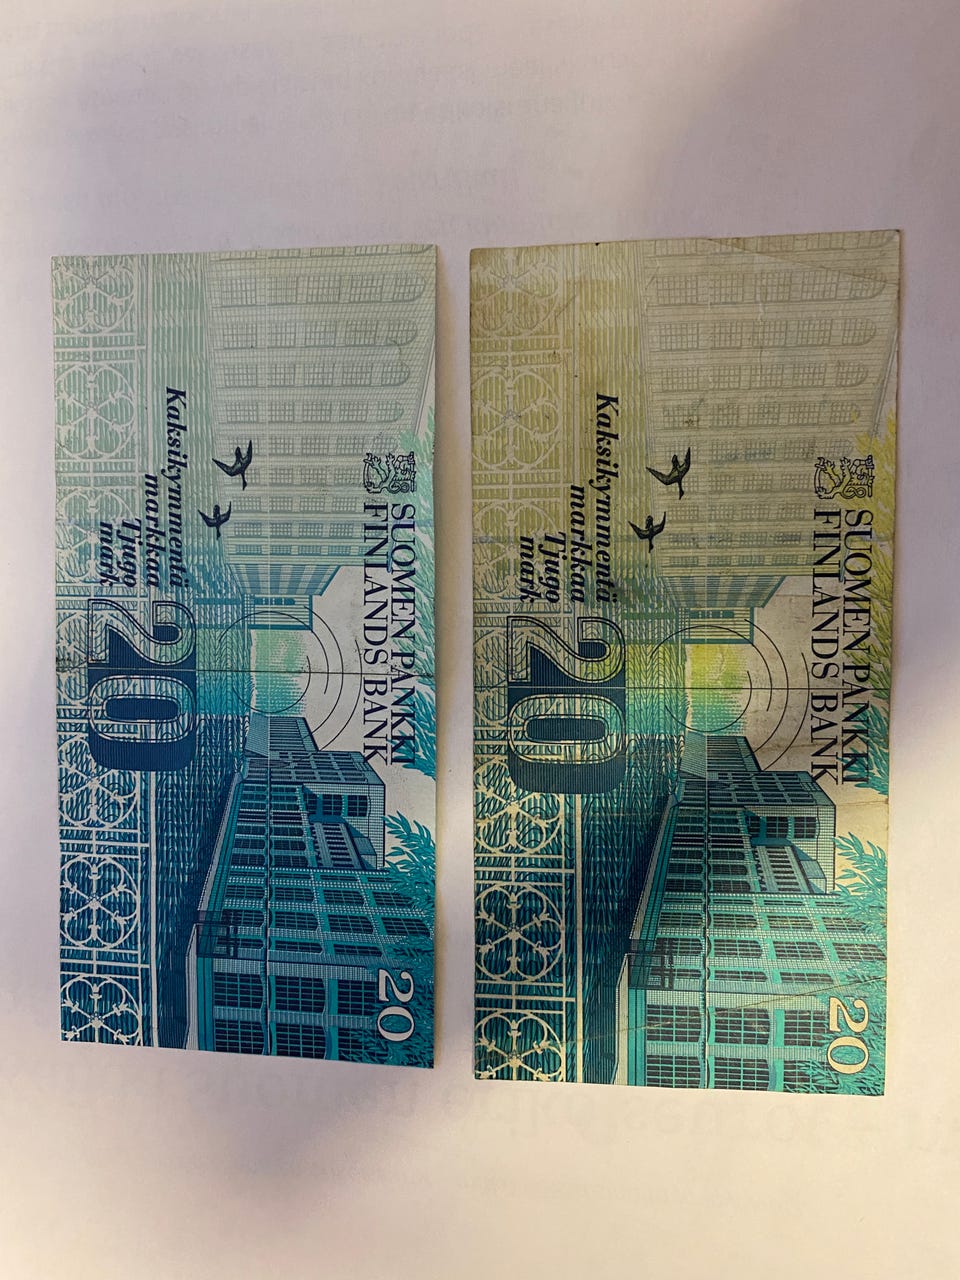 SUOMEN PANKKI
FINLANDS BANK
Kaksikymmentä
markkaa
Tjugo
mark
20
20
SUOMEN PANKKI
FINLANDS BANK
Kaksikymmentä
markkaa
Tjugo
mark
20
20